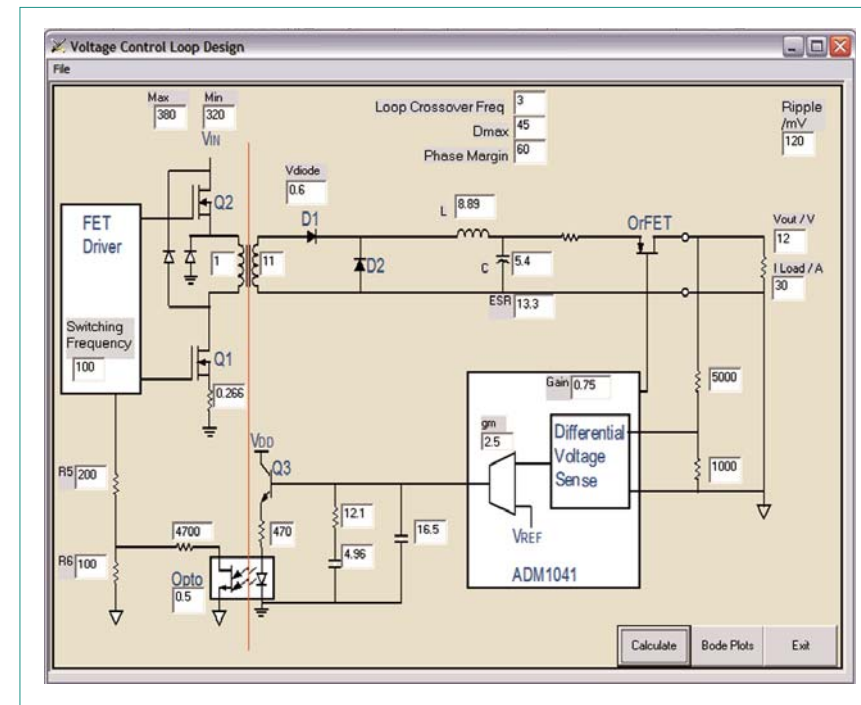 Voltage Control Loop Design
File
Max
380
Min
320
VIN
Loop Crossover Freq
3
Dmax
45
Phase Margin
60
Ripple
/mV
120
Vdiode
0.6
FET
Driver
Q2
D1
L
8.89
OrFET
Vout / V
12
1
11
D2
C
5.4
I Load / A
30
ESR
13.3
Switching
Frequency
100
Q1
0.266
Gain
0.75
5000
gm
2.5
Differential
Voltage
Sense
VDD
Q3
1000
R5
200
12.1
16.5
VREF
4700
470
4.96
R6
100
Opto
0.5
ADM1041
Calculate
Bode Plots
Exit